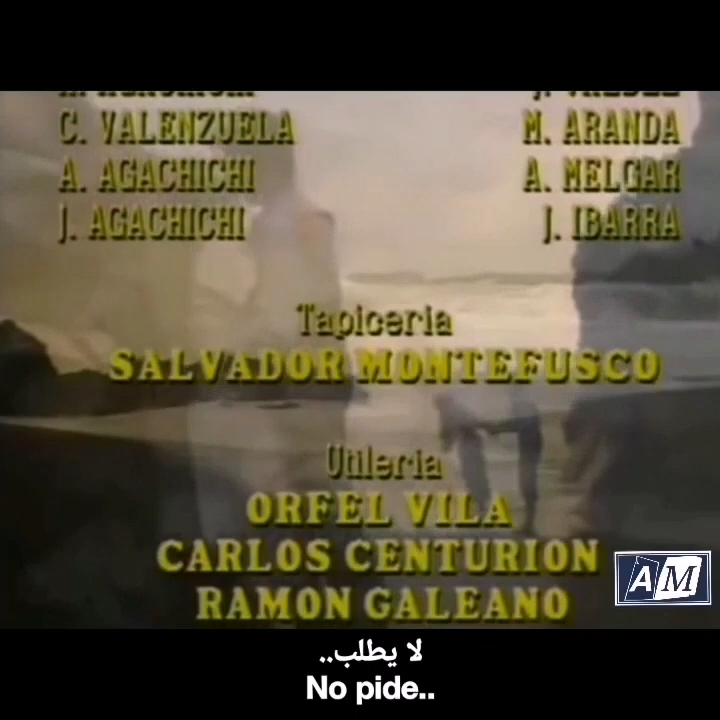 C. VALENZUELA M. ARANDA
A. AGACHICHI A. MELGAR
J. AGACHICHI J. IBARRA
Tapiceria
SALVADOR MONTEFUSCO
Utileria
ORFEL VILA
CARLOS CENTURION
RAMON GALEANO
AM
لا يطلب..
No pide..